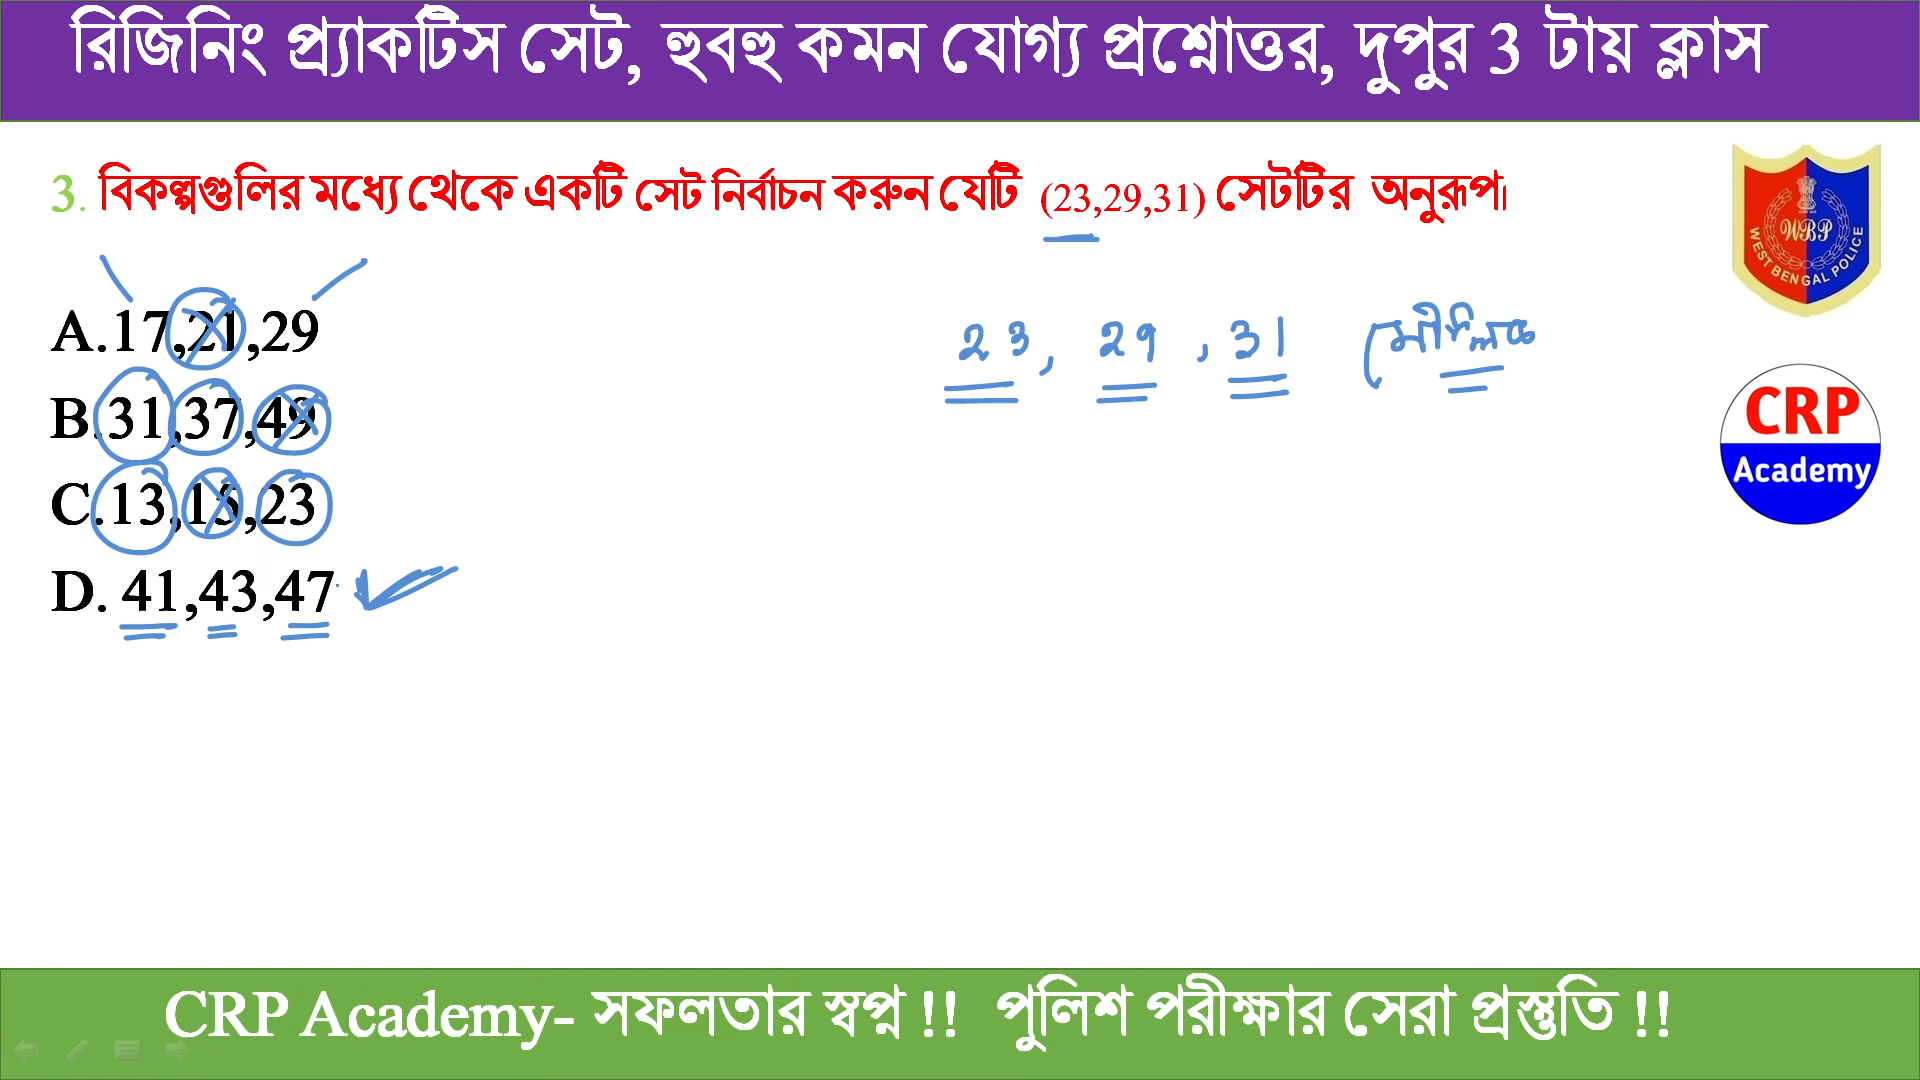 রিজিনিং প্র্যাকটিস সেট, হুবহু কমন যোগ্য প্রশ্নোত্তর, দুপুর 3 টায় ক্লাস
3. বিকল্পগুলির মধ্যে থেকে একটি সেট নির্বাচন করুন যেটি (23,29,31) সেটটির অনুরূপ।
A.17,21,29
B.31,37,49
C.13,15,23
D. 41,43,47
23, 29, 31 মৌলিক
WBP
WEST BENGAL POLICE
CRP
Academy
CRP Academy- সফলতার স্বপ্ন !! পুলিশ পরীক্ষার সেরা প্রস্তুতি !!